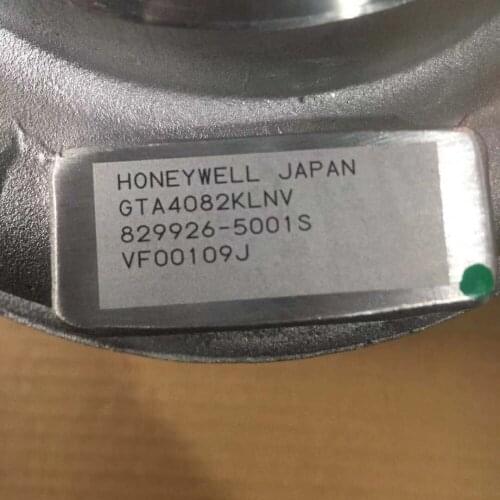 HONEYWELL JAPAN
GTA4082KLNV
829926-5001S
VF00109J